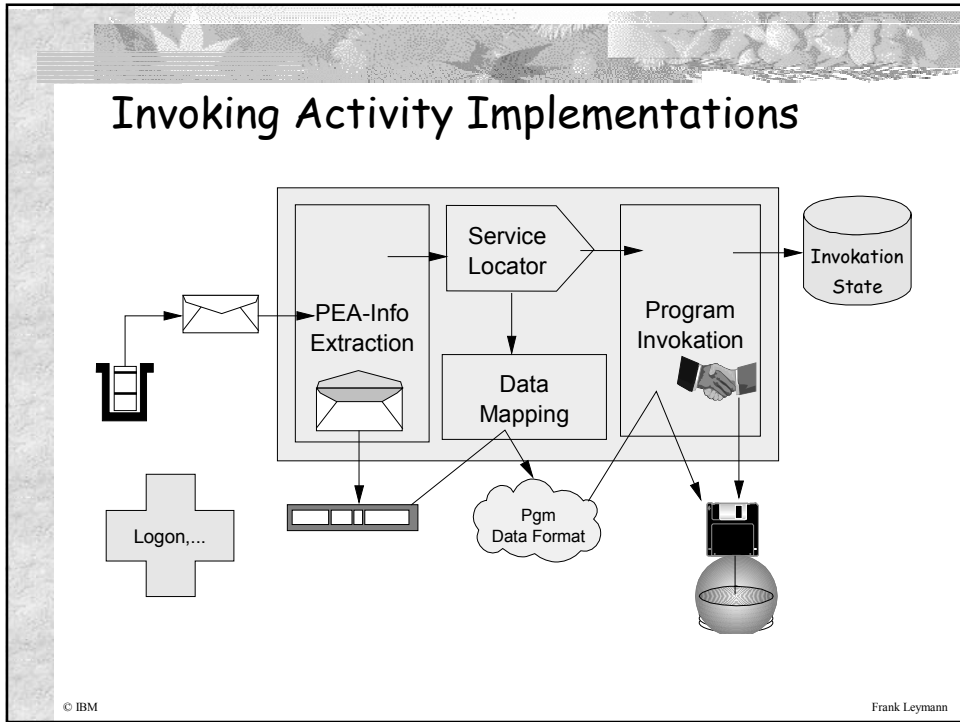 Invoking Activity Implementations
PEA-Info
Extraction
Service
Locator
Data
Mapping
Program
Invokation
Invokation
State
Logon,...
Pgm
Data Format
© IBM
Frank Leymann